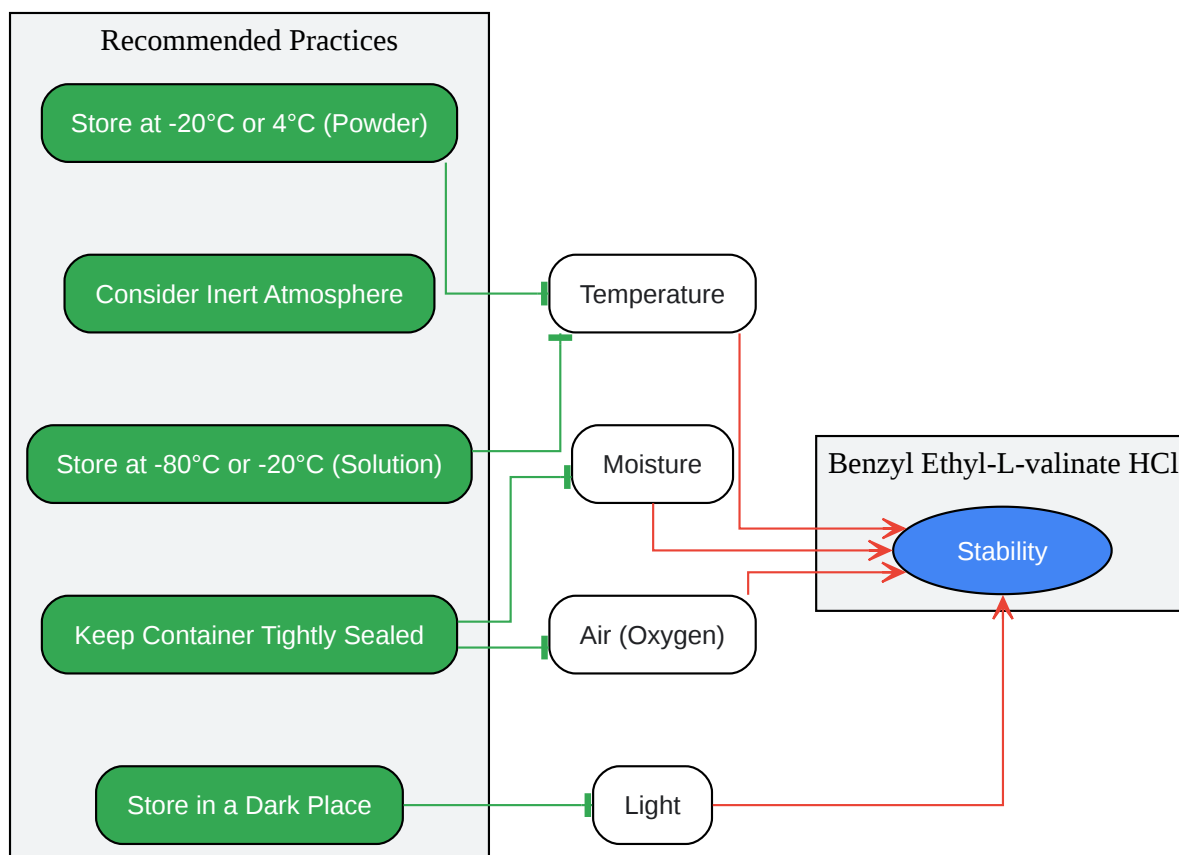 Recommended Practices
Store at -20°C or 4°C (Powder)
Consider Inert Atmosphere
Temperature
Store at -80°C or -20°C (Solution)
Moisture
Benzyl Ethyl-L-valinate HCl
Stability
Keep Container Tightly Sealed
Air (Oxygen)
Store in a Dark Place
Light